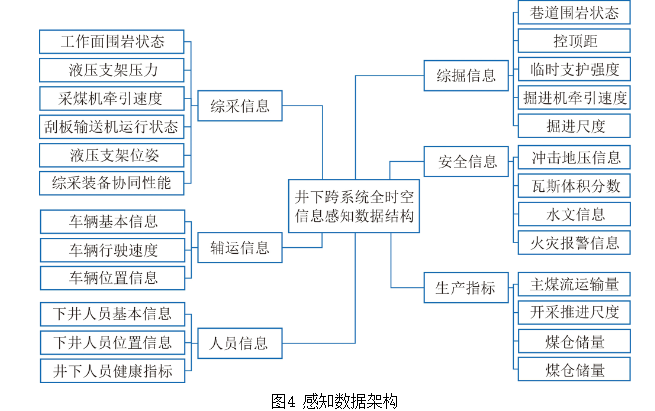 工作面围岩状态
液压支架压力
采煤机牵引速度
刮板输送机运行状态
液压支架位姿
综采装备协同性能
综采信息
车辆基本信息
车辆行驶速度
车辆位置信息
辅运信息
下井人员基本信息
下井人员位置信息
井下人员健康指标
人员信息
井下跨系统全时空
信息感知数据结构
综掘信息
巷道围岩状态
控顶距
临时支护强度
掘进机牵引速度
掘进尺度
安全信息
冲击地压信息
瓦斯体积分数
水文信息
火灾报警信息
生产指标
主煤流运输量
开采推进尺度
煤仓储量
煤仓储量
图4 感知数据架构